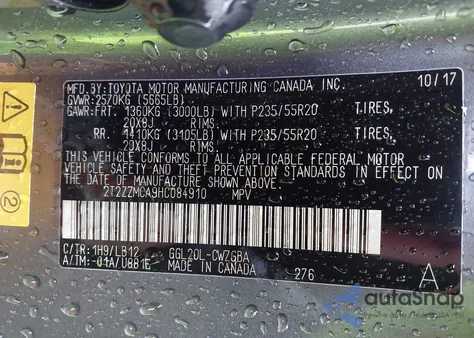 MFD.BY:TOYOTA MOTOR MANUFACTURING CANADA INC. 10/17
GVWR:2570KG (5665LB)
GAWR:FRT. 1360KG (3000LB) WITH P235/55R20 TIRES,
20X8J RIMS,
RR. 1410KG (3105LB) WITH P235/55R20 TIRES,
20X8J RIMS.
THIS VEHICLE CONFORMS TO ALL APPLICABLE FEDERAL MOTOR
VEHICLE SAFETY AND THEFT PREVENTION STANDARDS IN EFFECT ON
THE DATE OF MANUFACTURE SHOWN ABOVE.
2T2ZZMCA9HC084910 MPV
C/TR: 1H9/LB12 GGL20L-CWZGBA
A/TM: -01A/U881E MADE IN CANADA 276 A
autoSnap